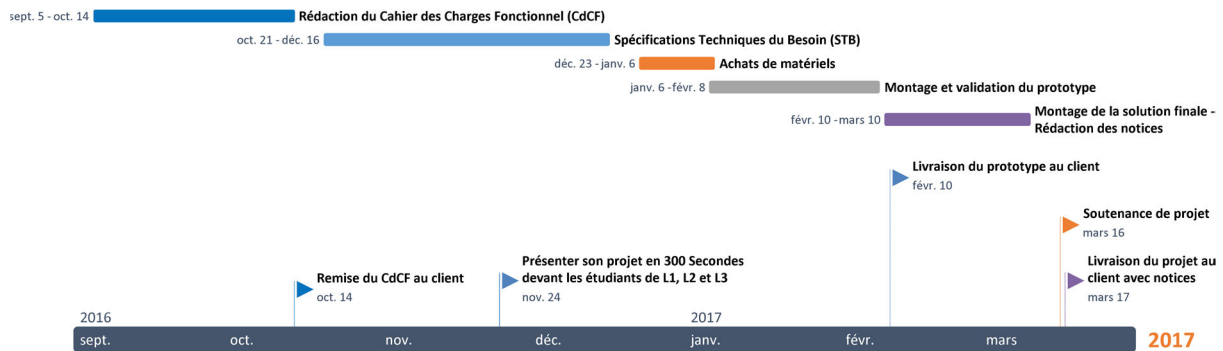 sept. 5 - oct. 14 Rédaction du Cahier des Charges Fonctionnel (CdCF)
oct. 21 - déc. 16 Spécifications Techniques du Besoin (STB)
déc. 23 - janv. 6 Achats de matériels
janv. 6 - févr. 8 Montage et validation du prototype
févr. 10 - mars 10 Montage de la solution finale -
Rédaction des notices
Livraison du prototype au client
févr. 10
Soutenance de projet
mars 16
Présenter son projet en 300 Secondes
devant les étudiants de L1, L2 et L3
nov. 24
Remise du CdCF au client
oct. 14
Livraison du projet au
client avec notices
mars 17
2016 2017
sept. oct. nov. déc. janv. févr. mars 2017